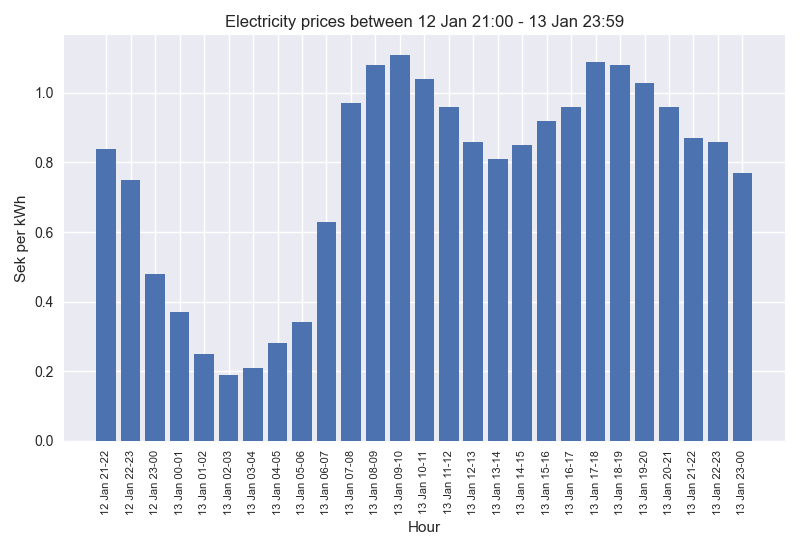 Electricity prices between 12 Jan 21:00 - 13 Jan 23:59
Sek per kWh
1.0
0.8
0.6
0.4
0.2
0.0
12 Jan 21-22
12 Jan 22-23
12 Jan 23-00
13 Jan 00-01
13 Jan 01-02
13 Jan 02-03
13 Jan 03-04
13 Jan 04-05
13 Jan 05-06
13 Jan 06-07
13 Jan 07-08
13 Jan 08-09
13 Jan 09-10
13 Jan 10-11
13 Jan 11-12
13 Jan 12-13
13 Jan 13-14
13 Jan 14-15
13 Jan 15-16
13 Jan 16-17
13 Jan 17-18
13 Jan 18-19
13 Jan 19-20
13 Jan 20-21
13 Jan 21-22
13 Jan 22-23
13 Jan 23-00
Hour